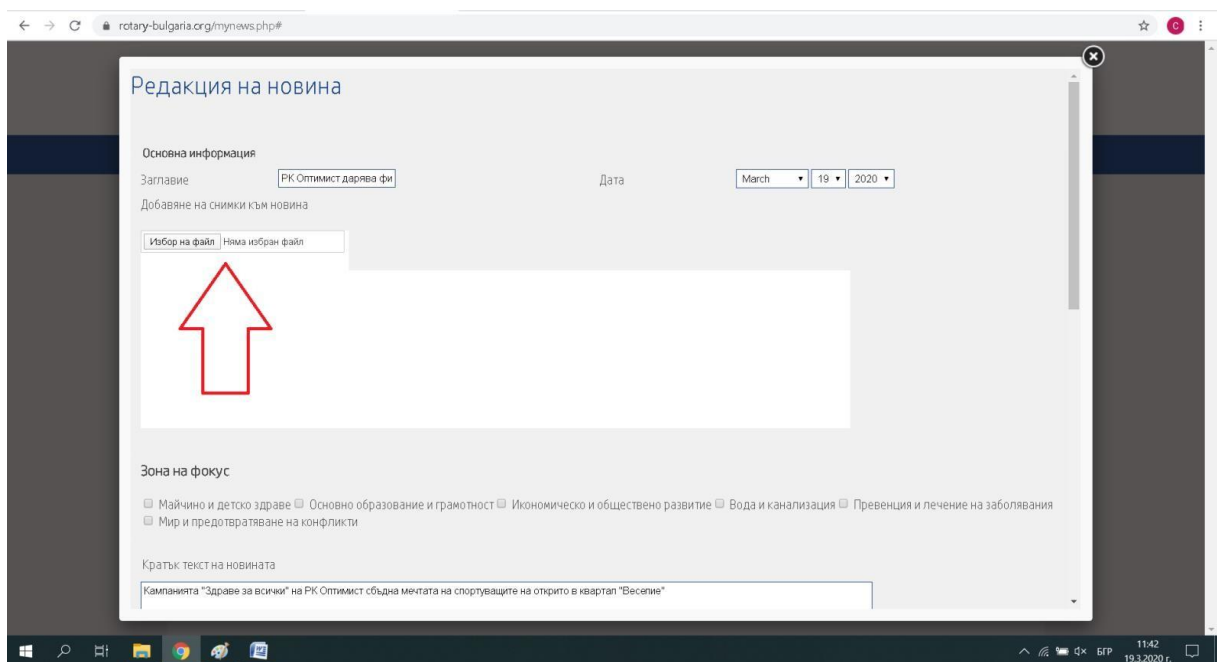 rotary-bulgaria.org/mynews.php#
C
Редакция на новина
Основна информация
Заглавие РК Оптимист дарява фи Дата March 19 2020
Добавяне на снимки към новина
Избор на файл Няма избран файл
Зона на фокус
Майчино и детско здраве Основно образование и грамотност Икономическо и обществено развитие Вода и канализация Превенция и лечение на заболявания
Мир и предотвратяване на конфликти
Кратък текст на новината
Кампанията "Здраве за всички" на РК Оптимист сбъдна мечтата на спортуващите на открито в квартал "Веселие"
11:42
БГР
19.3.2020 г.